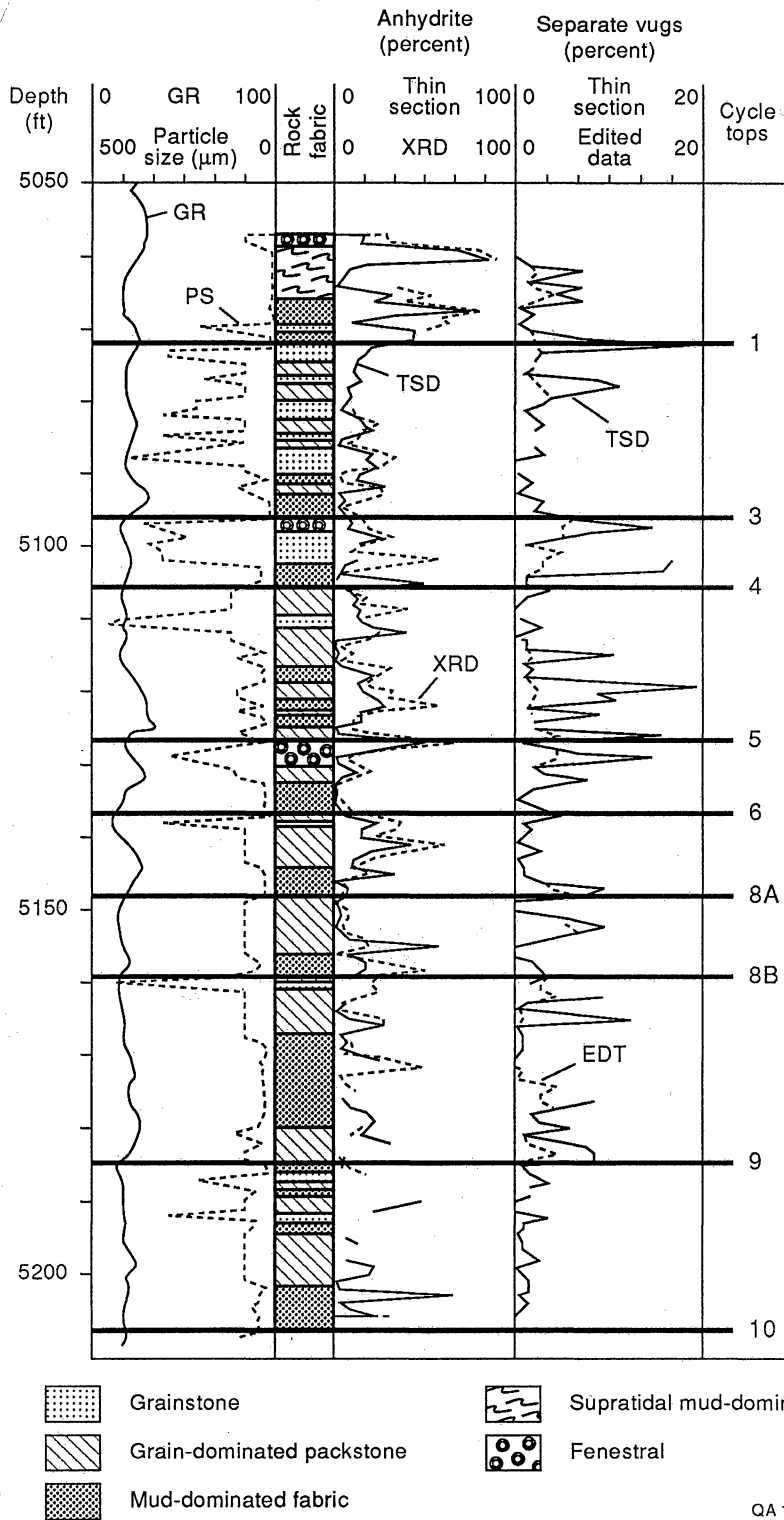 Anhydrite
(percent)
Separate vugs
(percent)
Depth
(ft)
0 GR 100
Particle
500 size (µm) 0
Rock
fabric
0 Thin
section 100
0 XRD 100
0 Thin
section 20
0 Edited
data 20
Cycle
tops
5050
GR
PS
1
TSD
TSD
3
5100
4
XRD
5
6
8A
5150
8B
EDT
9
5200
10
Grainstone
Supratidal
Grain-dominated packstone
Fenestral
Mud-dominated fabric
QA